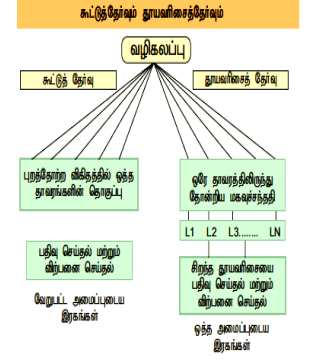 கூட்டுத்தேர்வும் தூயவரிசைத்தேர்வும்
வழிகலப்பு
கூட்டுத் தேர்வு
தூயவரிசைத் தேர்வு
புறத்தோற்ற விகிதத்தில் ஒத்த
தாவரங்களின் தொகுப்பு
ஒரே தாவரத்திலிருந்து
தோன்றிய மகவுச்சந்ததி
L1 L2 L3........ LN
பதிவு செய்தல் மற்றும்
விற்பனை செய்தல்
சிறந்த தூயவரிசையை
பதிவு செய்தல் மற்றும்
விற்பனை செய்தல்
வேறுபட்ட அமைப்புடைய
இரகங்கள்
ஒத்த அமைப்புடைய
இரகங்கள்